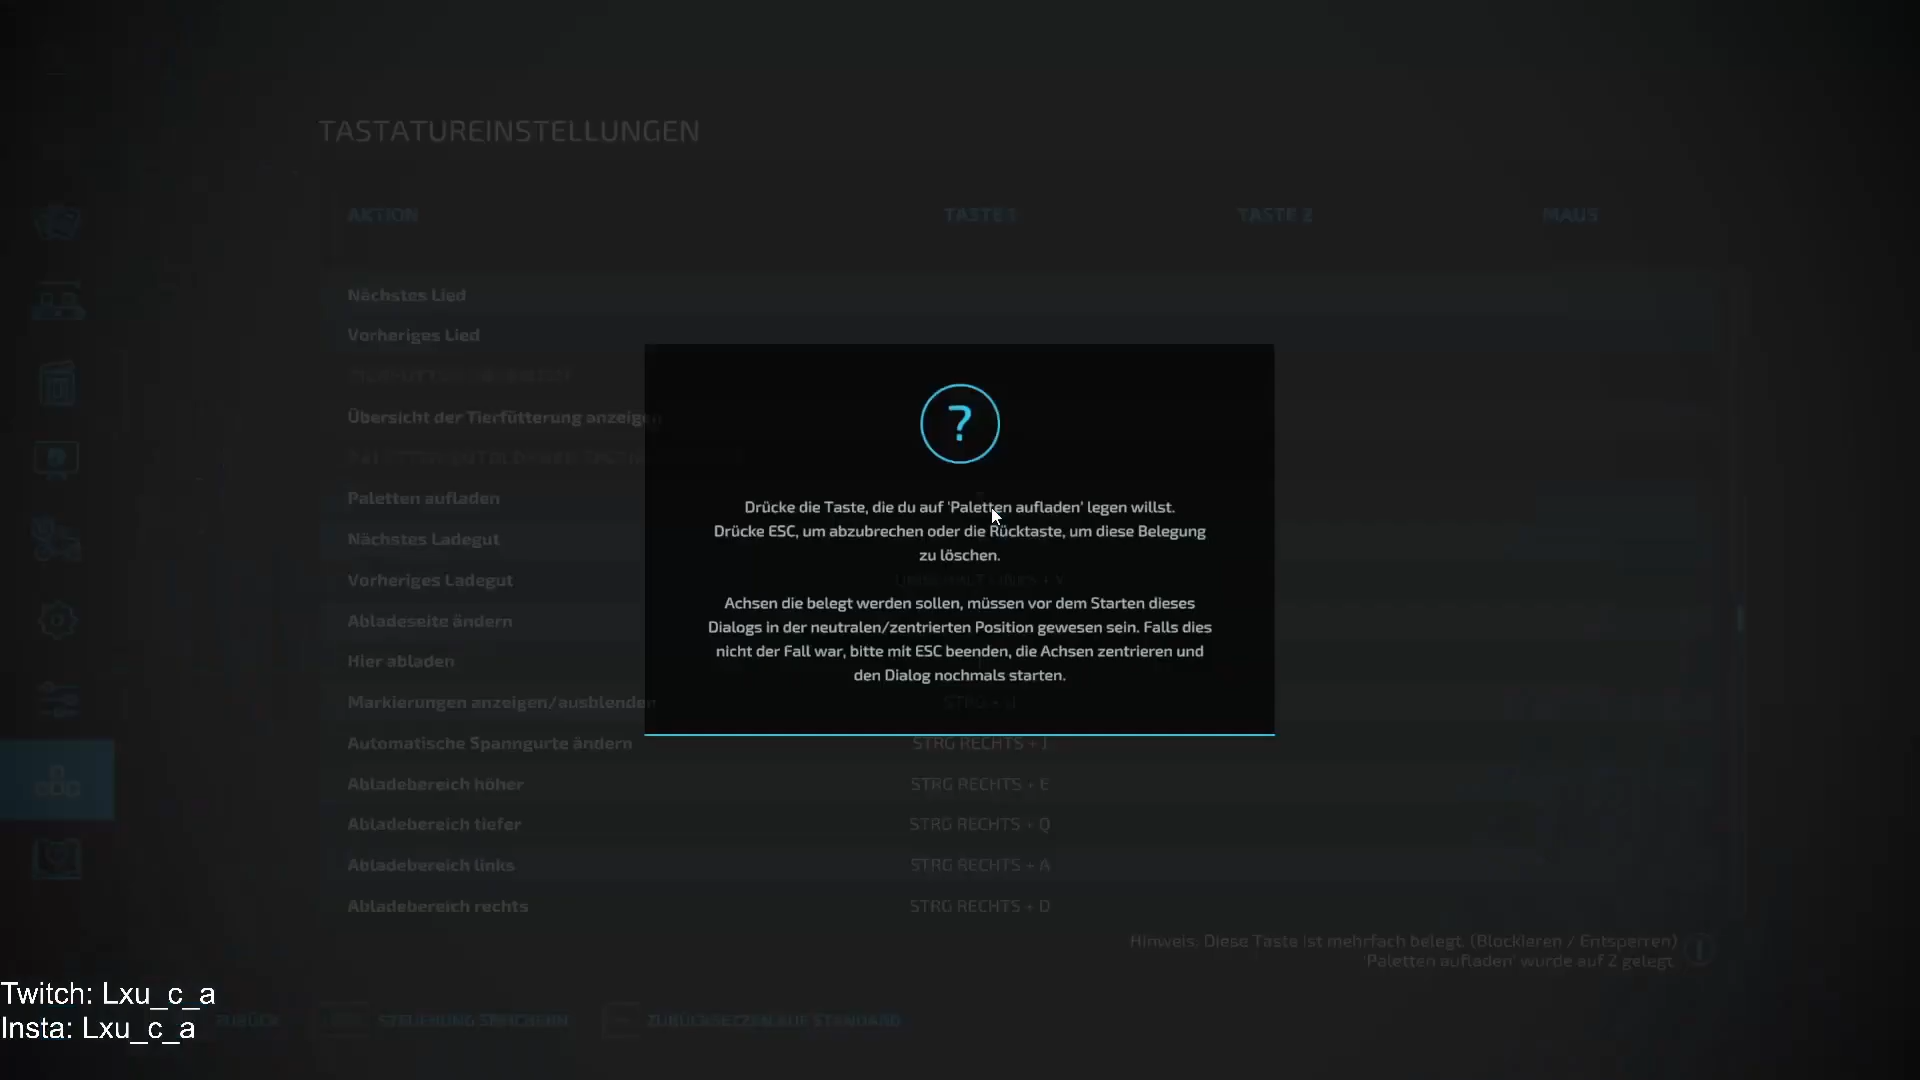 TASTATUREINSTELLUNGEN
AKTION TASTE 1 TASTE 2 MAUS
Nächstes Lied
Vorheriges Lied
Übersicht der Tierfütterung anzeigen
Paletten aufladen
Nächstes Ladegut
Vorheriges Ladegut
Abladeseite ändern
Hier abladen
Markierungen anzeigen/ausblenden
Automatische Spanngurte ändern STRG RECHTS + J
Abladebereich höher STRG RECHTS + E
Abladebereich tiefer STRG RECHTS + Q
Abladebereich links STRG RECHTS + A
Abladebereich rechts STRG RECHTS + D
?
Drücke die Taste, die du auf 'Paletten aufladen' legen willst.
Drücke ESC, um abzubrechen oder die Rücktaste, um diese Belegung
zu löschen.
Achsen die belegt werden sollen, müssen vor dem Starten dieses
Dialogs in der neutralen/zentrierten Position gewesen sein. Falls dies
nicht der Fall war, bitte mit ESC beenden, die Achsen zentrieren und
den Dialog nochmals starten.
Hinweis: Diese Taste ist mehrfach belegt. (Blockieren / Entsperren)
'Paletten aufladen' wurde auf Z gelegt
Twitch: Lxu_c_a
Insta: Lxu_c_a
ZURÜCK STEUERUNG SPEICHERN ZURÜCKSETZEN AUF STANDARD